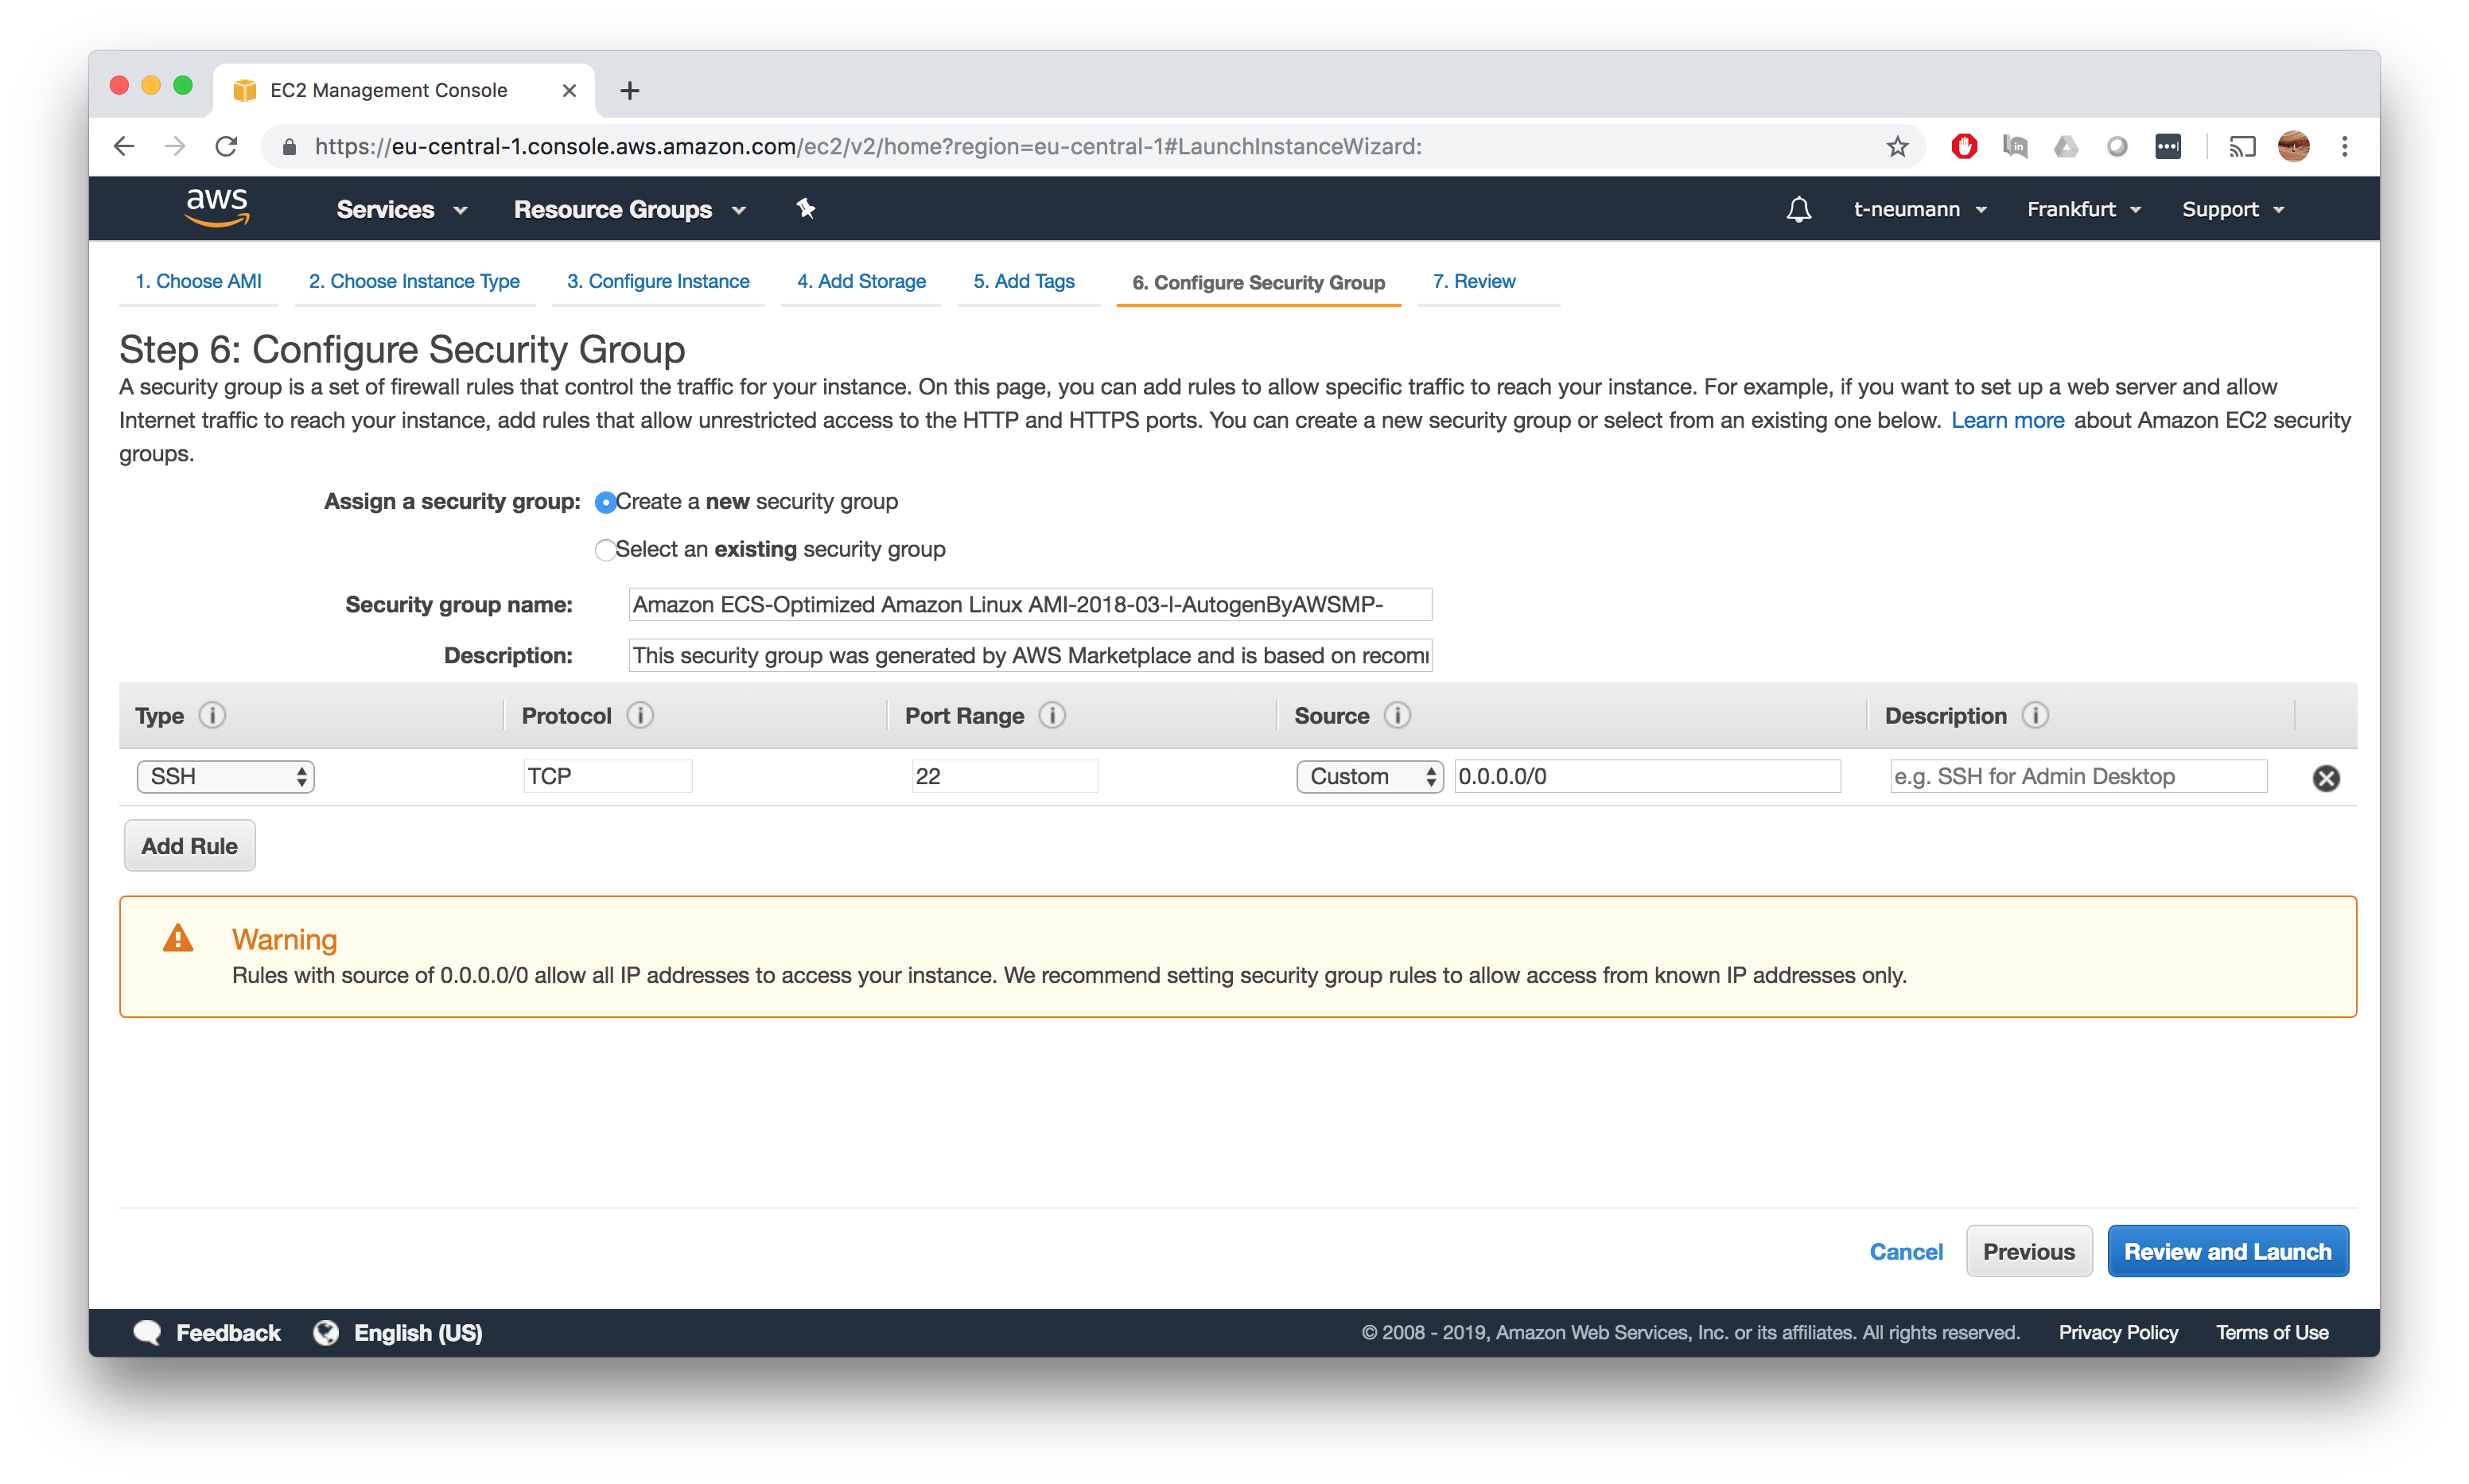 EC2 Management Console
https://eu-central-1.console.aws.amazon.com/ec2/v2/home?region=eu-central-1#LaunchInstanceWizard:
aws Services Resource Groups t-neumann Frankfurt Support
1. Choose AMI 2. Choose Instance Type 3. Configure Instance 4. Add Storage 5. Add Tags 6. Configure Security Group 7. Review
Step 6: Configure Security Group
A security group is a set of firewall rules that control the traffic for your instance. On this page, you can add rules to allow specific traffic to reach your instance. For example, if you want to set up a web server and allow
Internet traffic to reach your instance, add rules that allow unrestricted access to the HTTP and HTTPS ports. You can create a new security group or select from an existing one below. Learn more about Amazon EC2 security
groups.
Assign a security group: Create a new security group
Select an existing security group
Security group name: Amazon ECS-Optimized Amazon Linux AMI-2018-03-l-AutogenByAWSMP-
Description: This security group was generated by AWS Marketplace and is based on recom
Type Protocol Port Range Source Description
SSH TCP 22 Custom 0.0.0.0/0 e.g. SSH for Admin Desktop
Add Rule
Warning
Rules with source of 0.0.0.0/0 allow all IP addresses to access your instance. We recommend setting security group rules to allow access from known IP addresses only.
Cancel Previous Review and Launch
Feedback English (US) © 2008 - 2019, Amazon Web Services, Inc. or its affiliates. All rights reserved. Privacy Policy Terms of Use